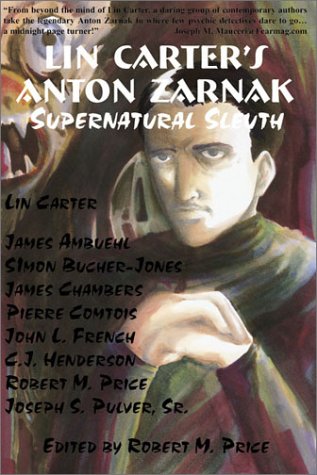 “From beyond the mind of Lin Carter, a daring group of contemporary authors
take the legendary Anton Zarnak to where few psychic detectives dare to go…
a midnight page turner!” Joseph M. Mauceri/Fearmag.com
LIN CARTER'S
ANTON ZARNAK
SUPERNATURAL SLEUTH
LIN CARTER
JAMES AMBUEHL
SIMON BUCHER-JONES
JAMES CHAMBERS
PIERRE COMTOIS
JOHN L. FRENCH
C.J. HENDERSON
ROBERT M. PRICE
JOSEPH S. PULVER, SR.
EDITED BY ROBERT M. PRICE